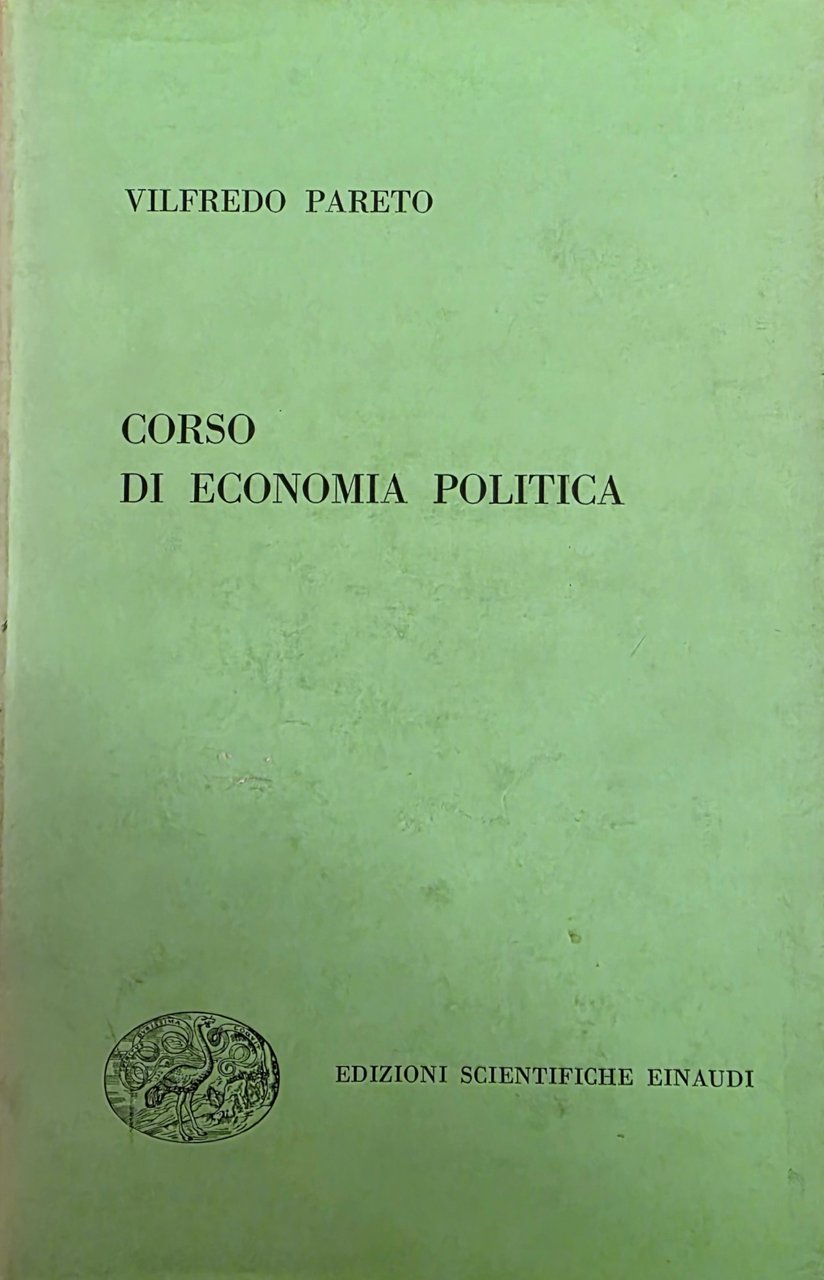 VILFREDO PARETO
CORSO
DI ECONOMIA POLITICA
EDIZIONI SCIENTIFICHE EINAUDI